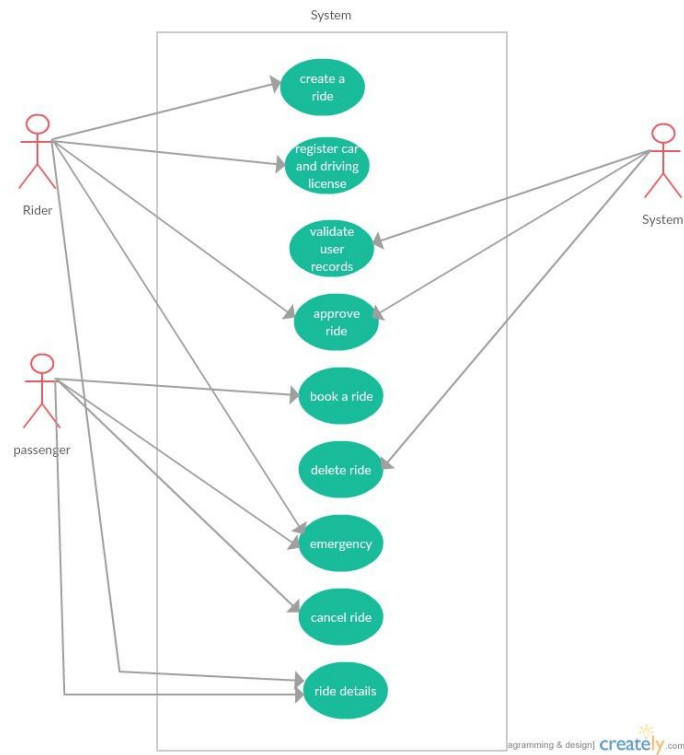 System
create a
ride
register car
and driving
license
Rider
System
validate
user
records
approve
ride
book a ride
passenger
delete ride
emergency
cancel ride
ride details
agramming & design] creately.com